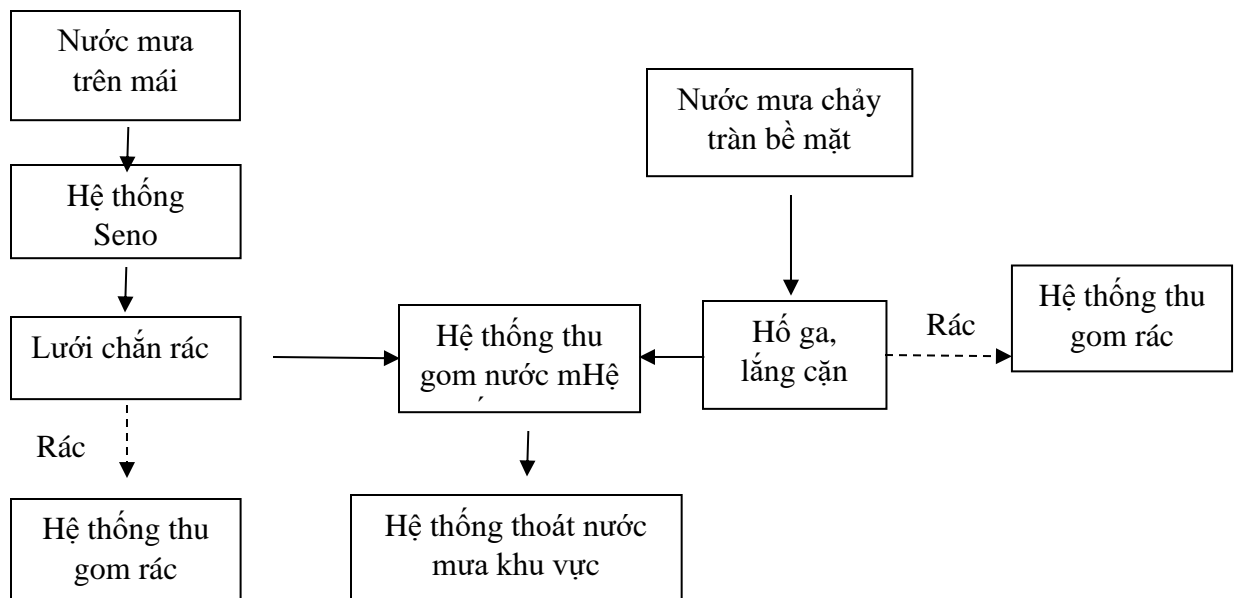 Nước mưa
trên mái
Nước mưa chảy
tràn bề mặt
Hệ thống
Seno
Lưới chắn rác
Hệ thống thu
gom nước mHệ
Hố ga,
lắng cặn
Rác
Hệ thống thu
gom rác
Rác
Hệ thống thu
gom rác
Hệ thống thoát nước
mưa khu vực